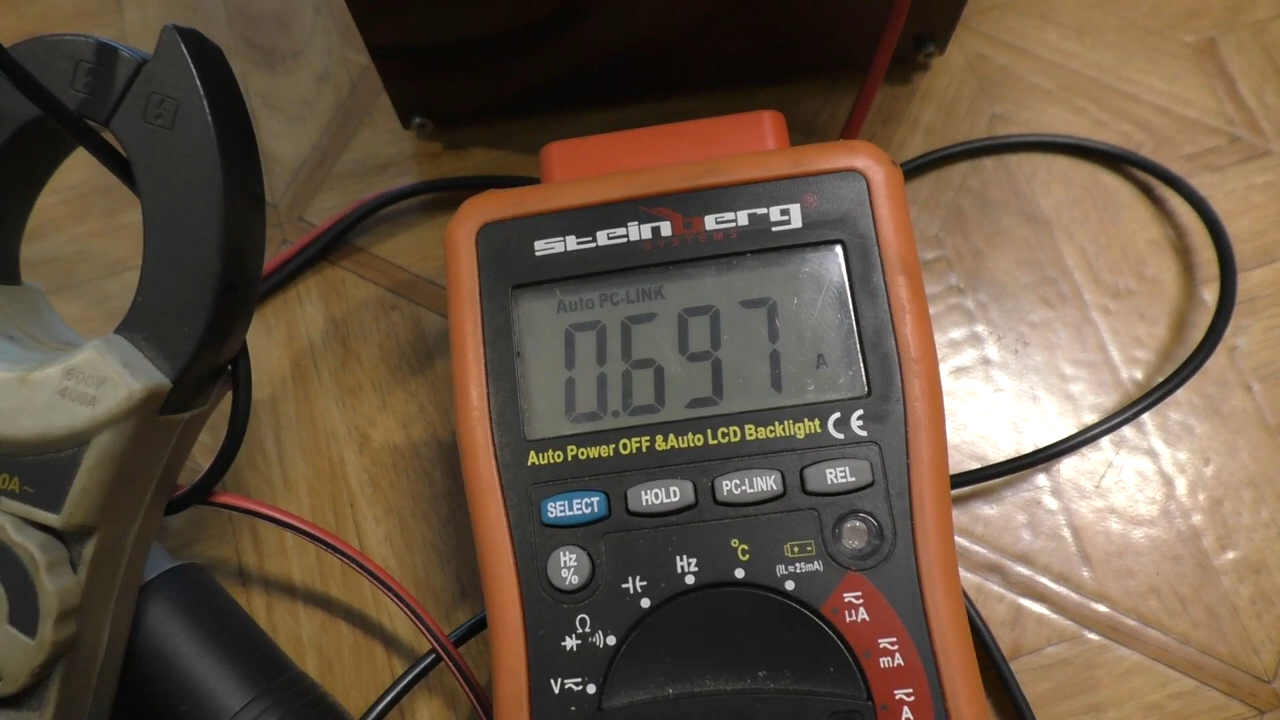 steinberg®
SYSTEMS
Auto PC-LINK
0.697 A
Auto Power OFF &Auto LCD Backlight CE
SELECT HOLD PC-LINK REL
Hz
%
Hz °C
(IL≈25mA)
Ω
V
μA
mA
A
600V
400A
0A~